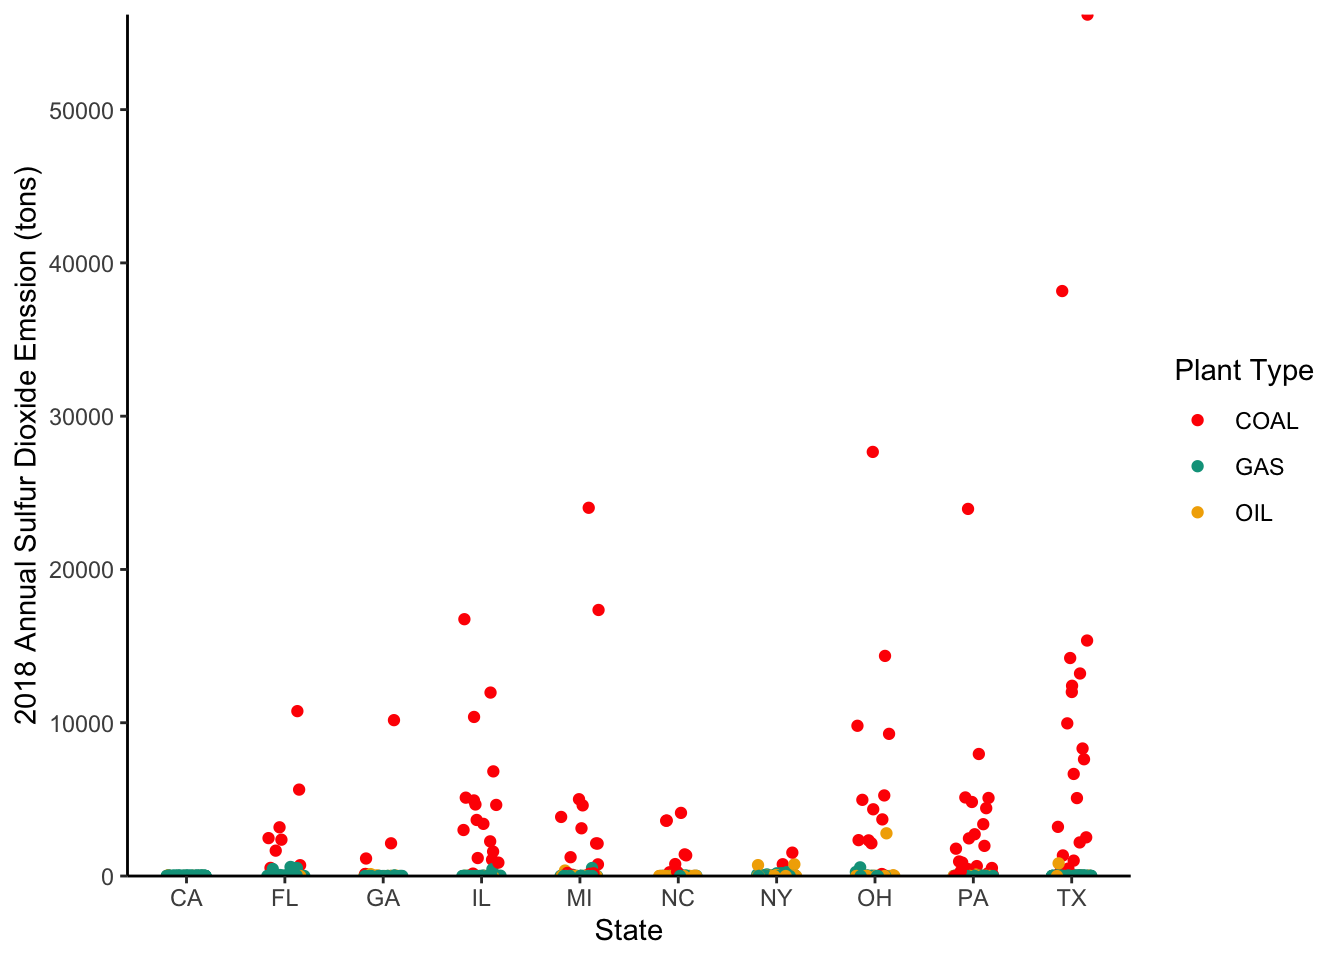 2018 Annual Sulfur Dioxide Emssion (tons)
50000
40000
30000
20000
10000
0
CA FL GA IL MI NC NY OH PA TX
State
Plant Type
COAL
GAS
OIL